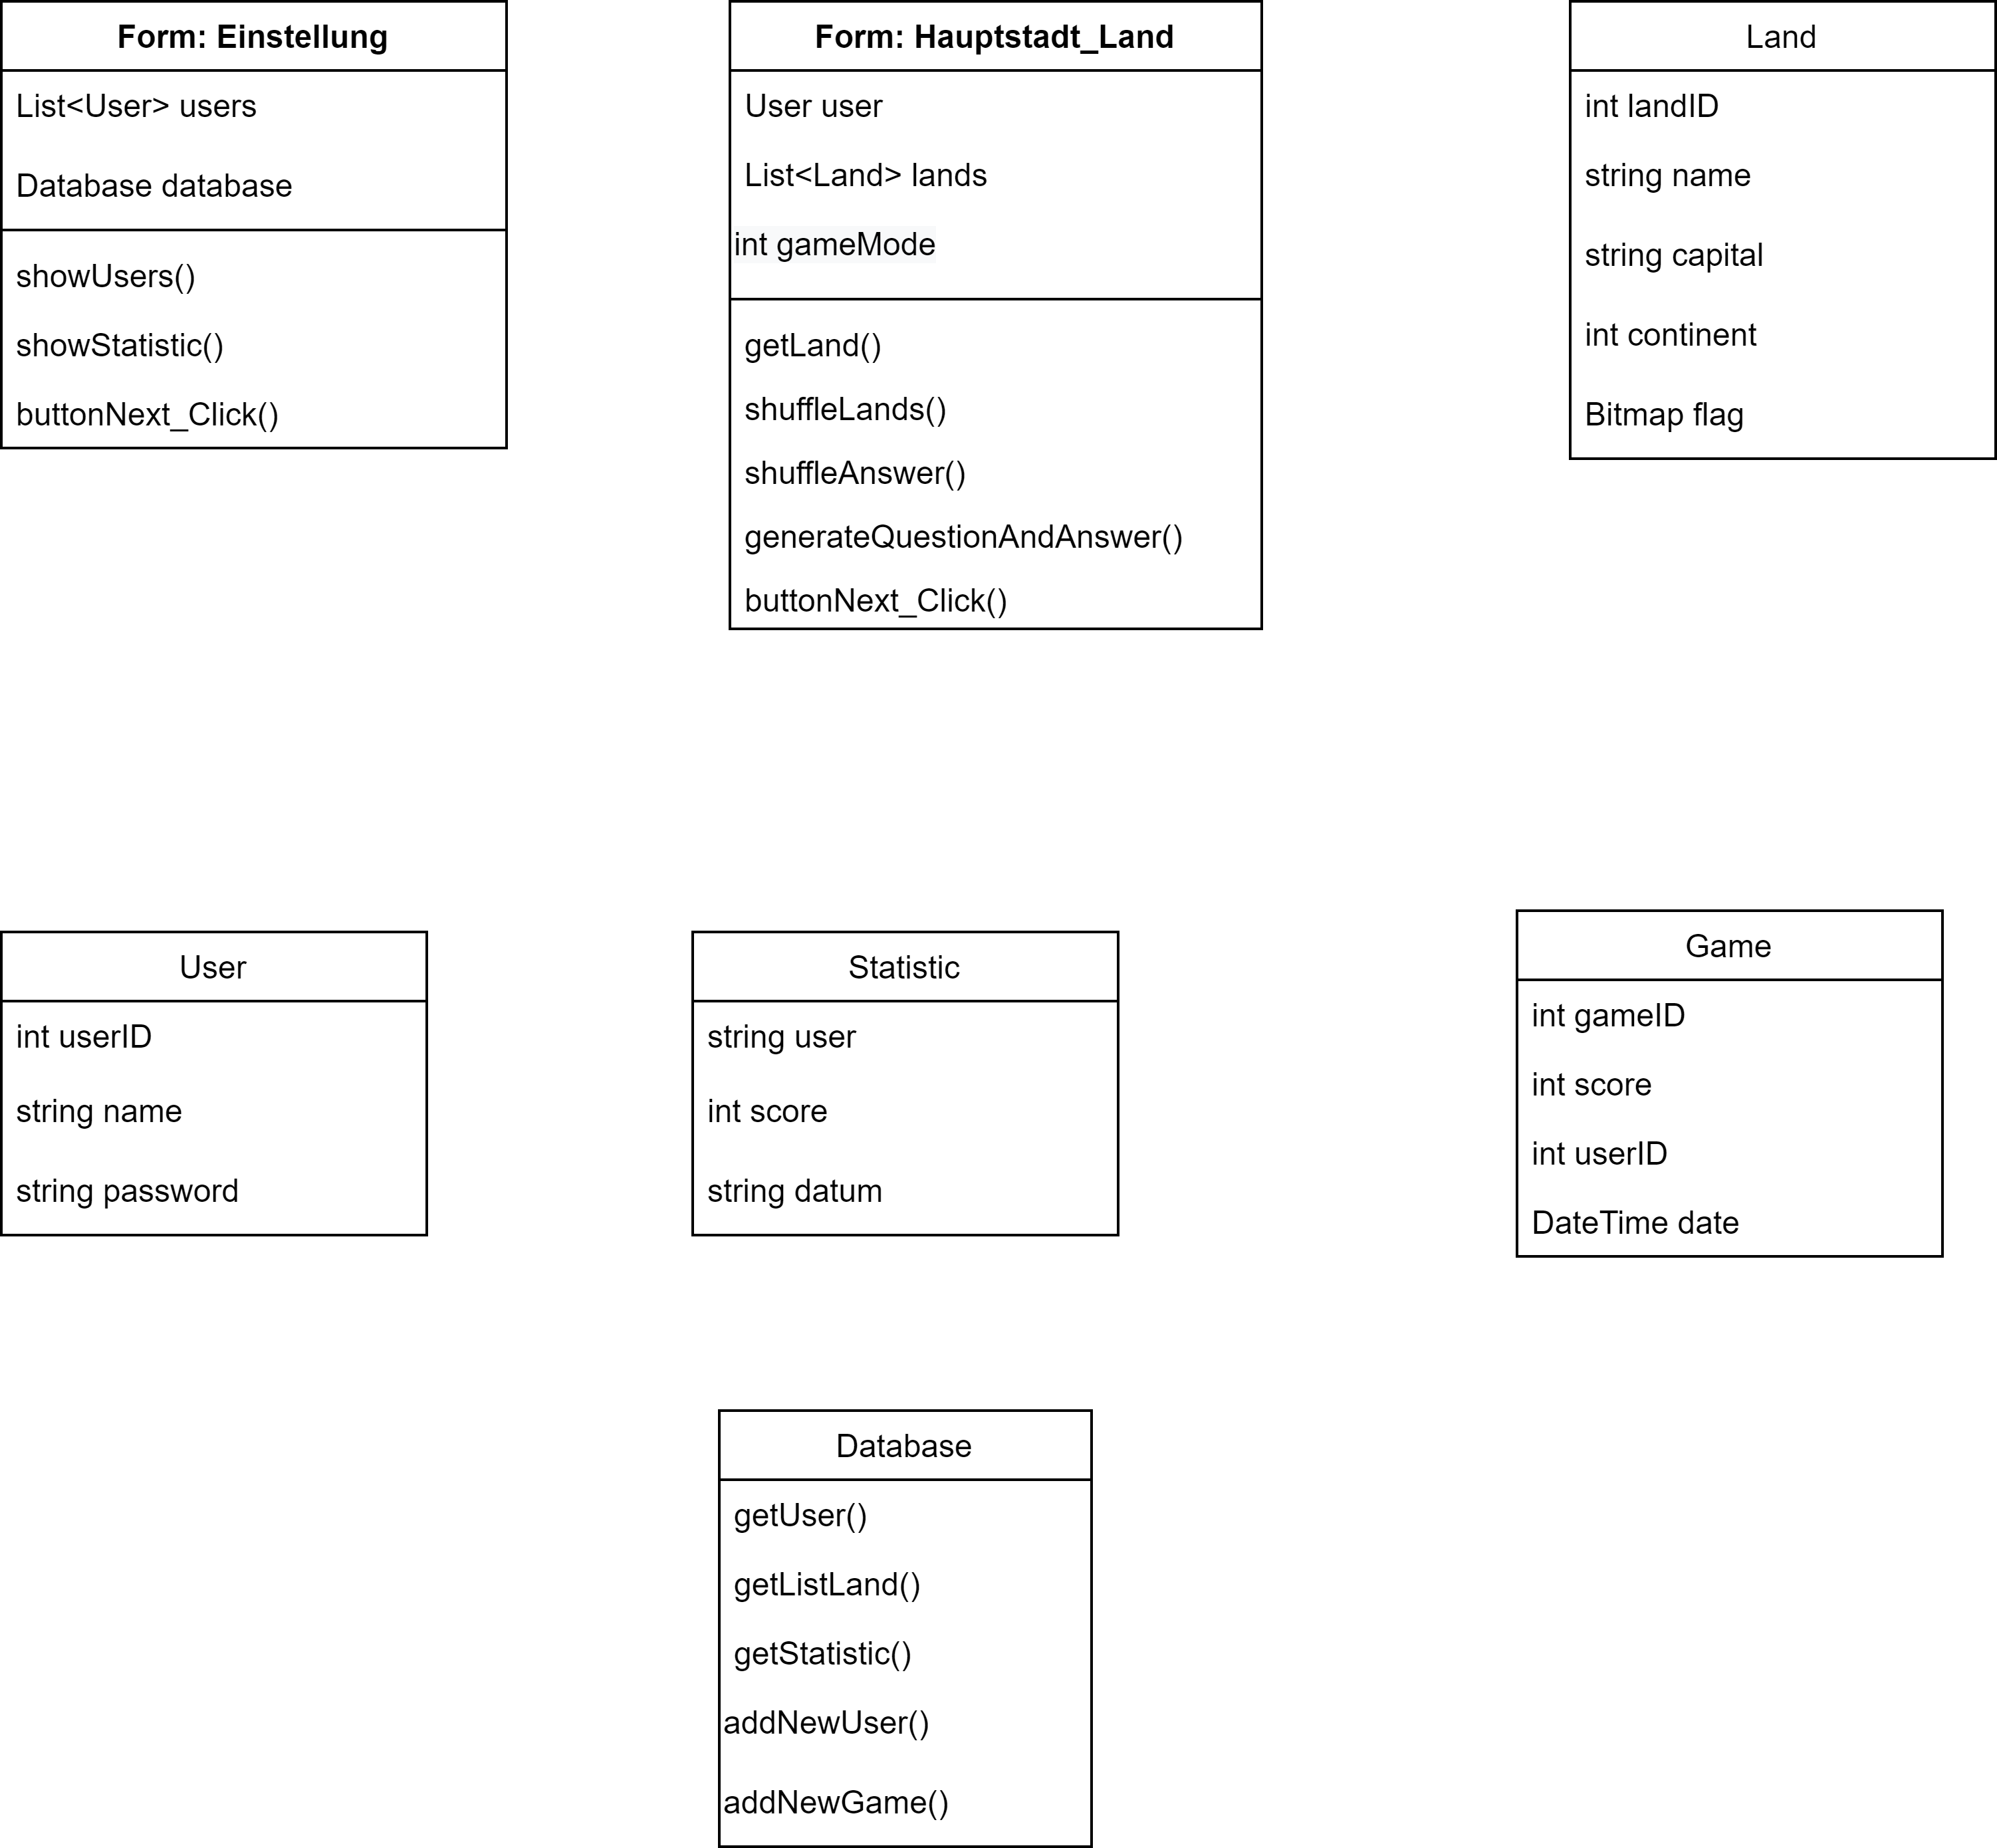 Form: Einstellung
List<User> users
Database database
showUsers()
showStatistic()
buttonNext_Click()
Form: Hauptstadt_Land
User user
List<Land> lands
int gameMode
getLand()
shuffleLands()
shuffleAnswer()
generateQuestionAndAnswer()
buttonNext_Click()
Land
int landID
string name
string capital
int continent
Bitmap flag
User
int userID
string name
string password
Statistic
string user
int score
string datum
Game
int gameID
int score
int userID
DateTime date
Database
getUser()
getListLand()
getStatistic()
addNewUser()
addNewGame()